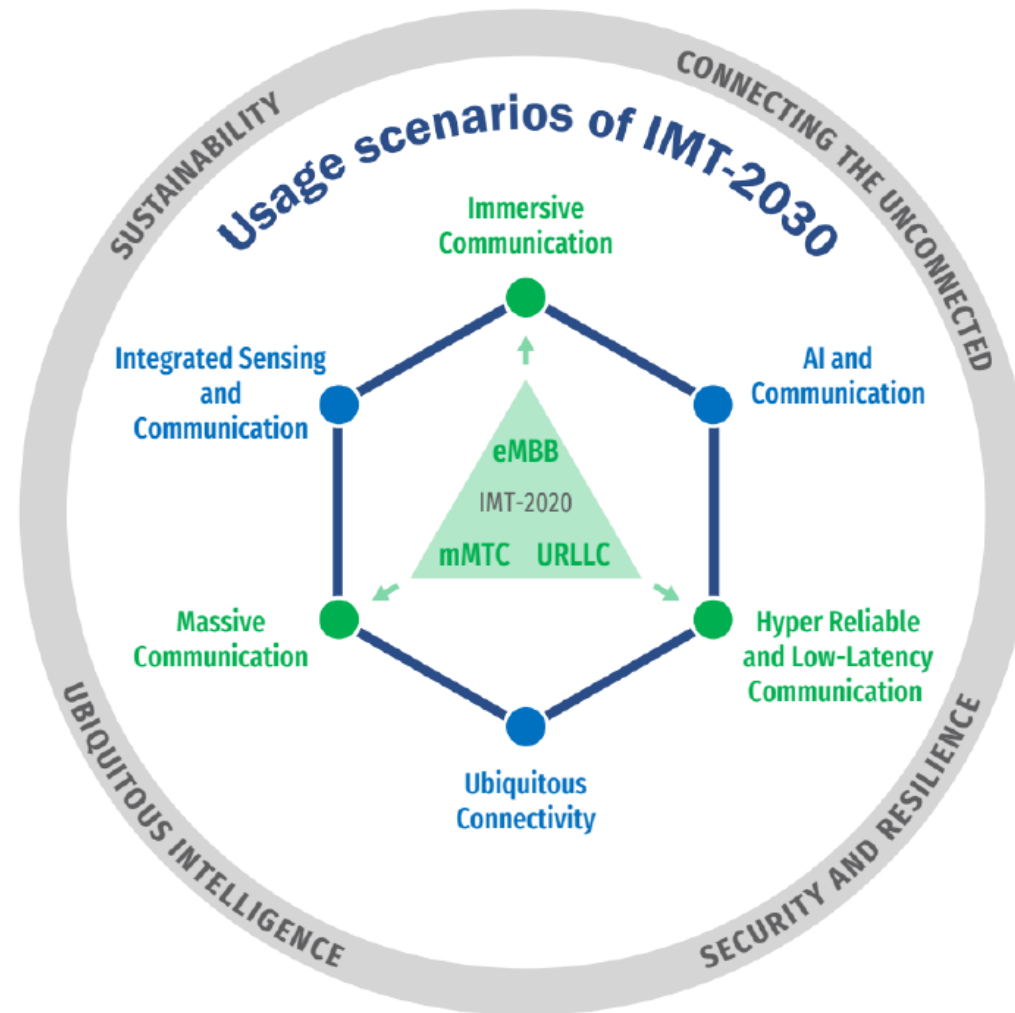 SUSTAINABILITY
CONNECTING THE UNCONNECTED
Usage scenarios of IMT-2030
Immersive
Communication
Integrated Sensing
and
Communication
AI and
Communication
eMBB
IMT-2020
mMTC URLLC
Massive
Communication
Hyper Reliable
and Low-Latency
Communication
Ubiquitous
Connectivity
UBIQUITOUS INTELLIGENCE
SECURITY AND RESILIENCE